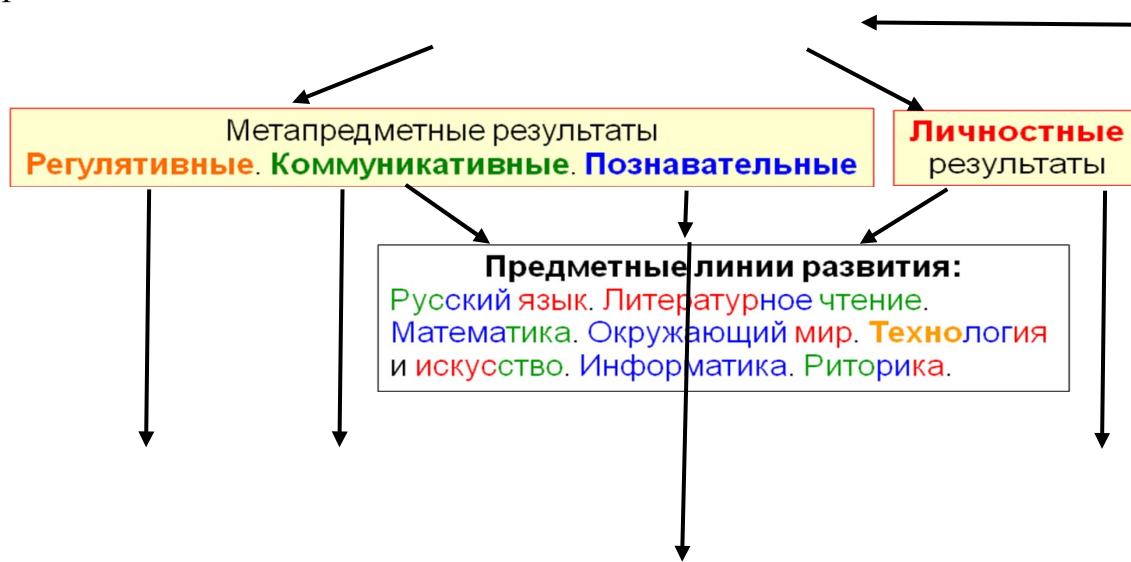 Метапредметные результаты
Регулятивные. Коммуникативные. Познавательные
Личностные
результаты
Предметные линии развития:
Русский язык. Литературное чтение.
Математика. Окружающий мир. Технология
и искусство. Информатика. Риторика.